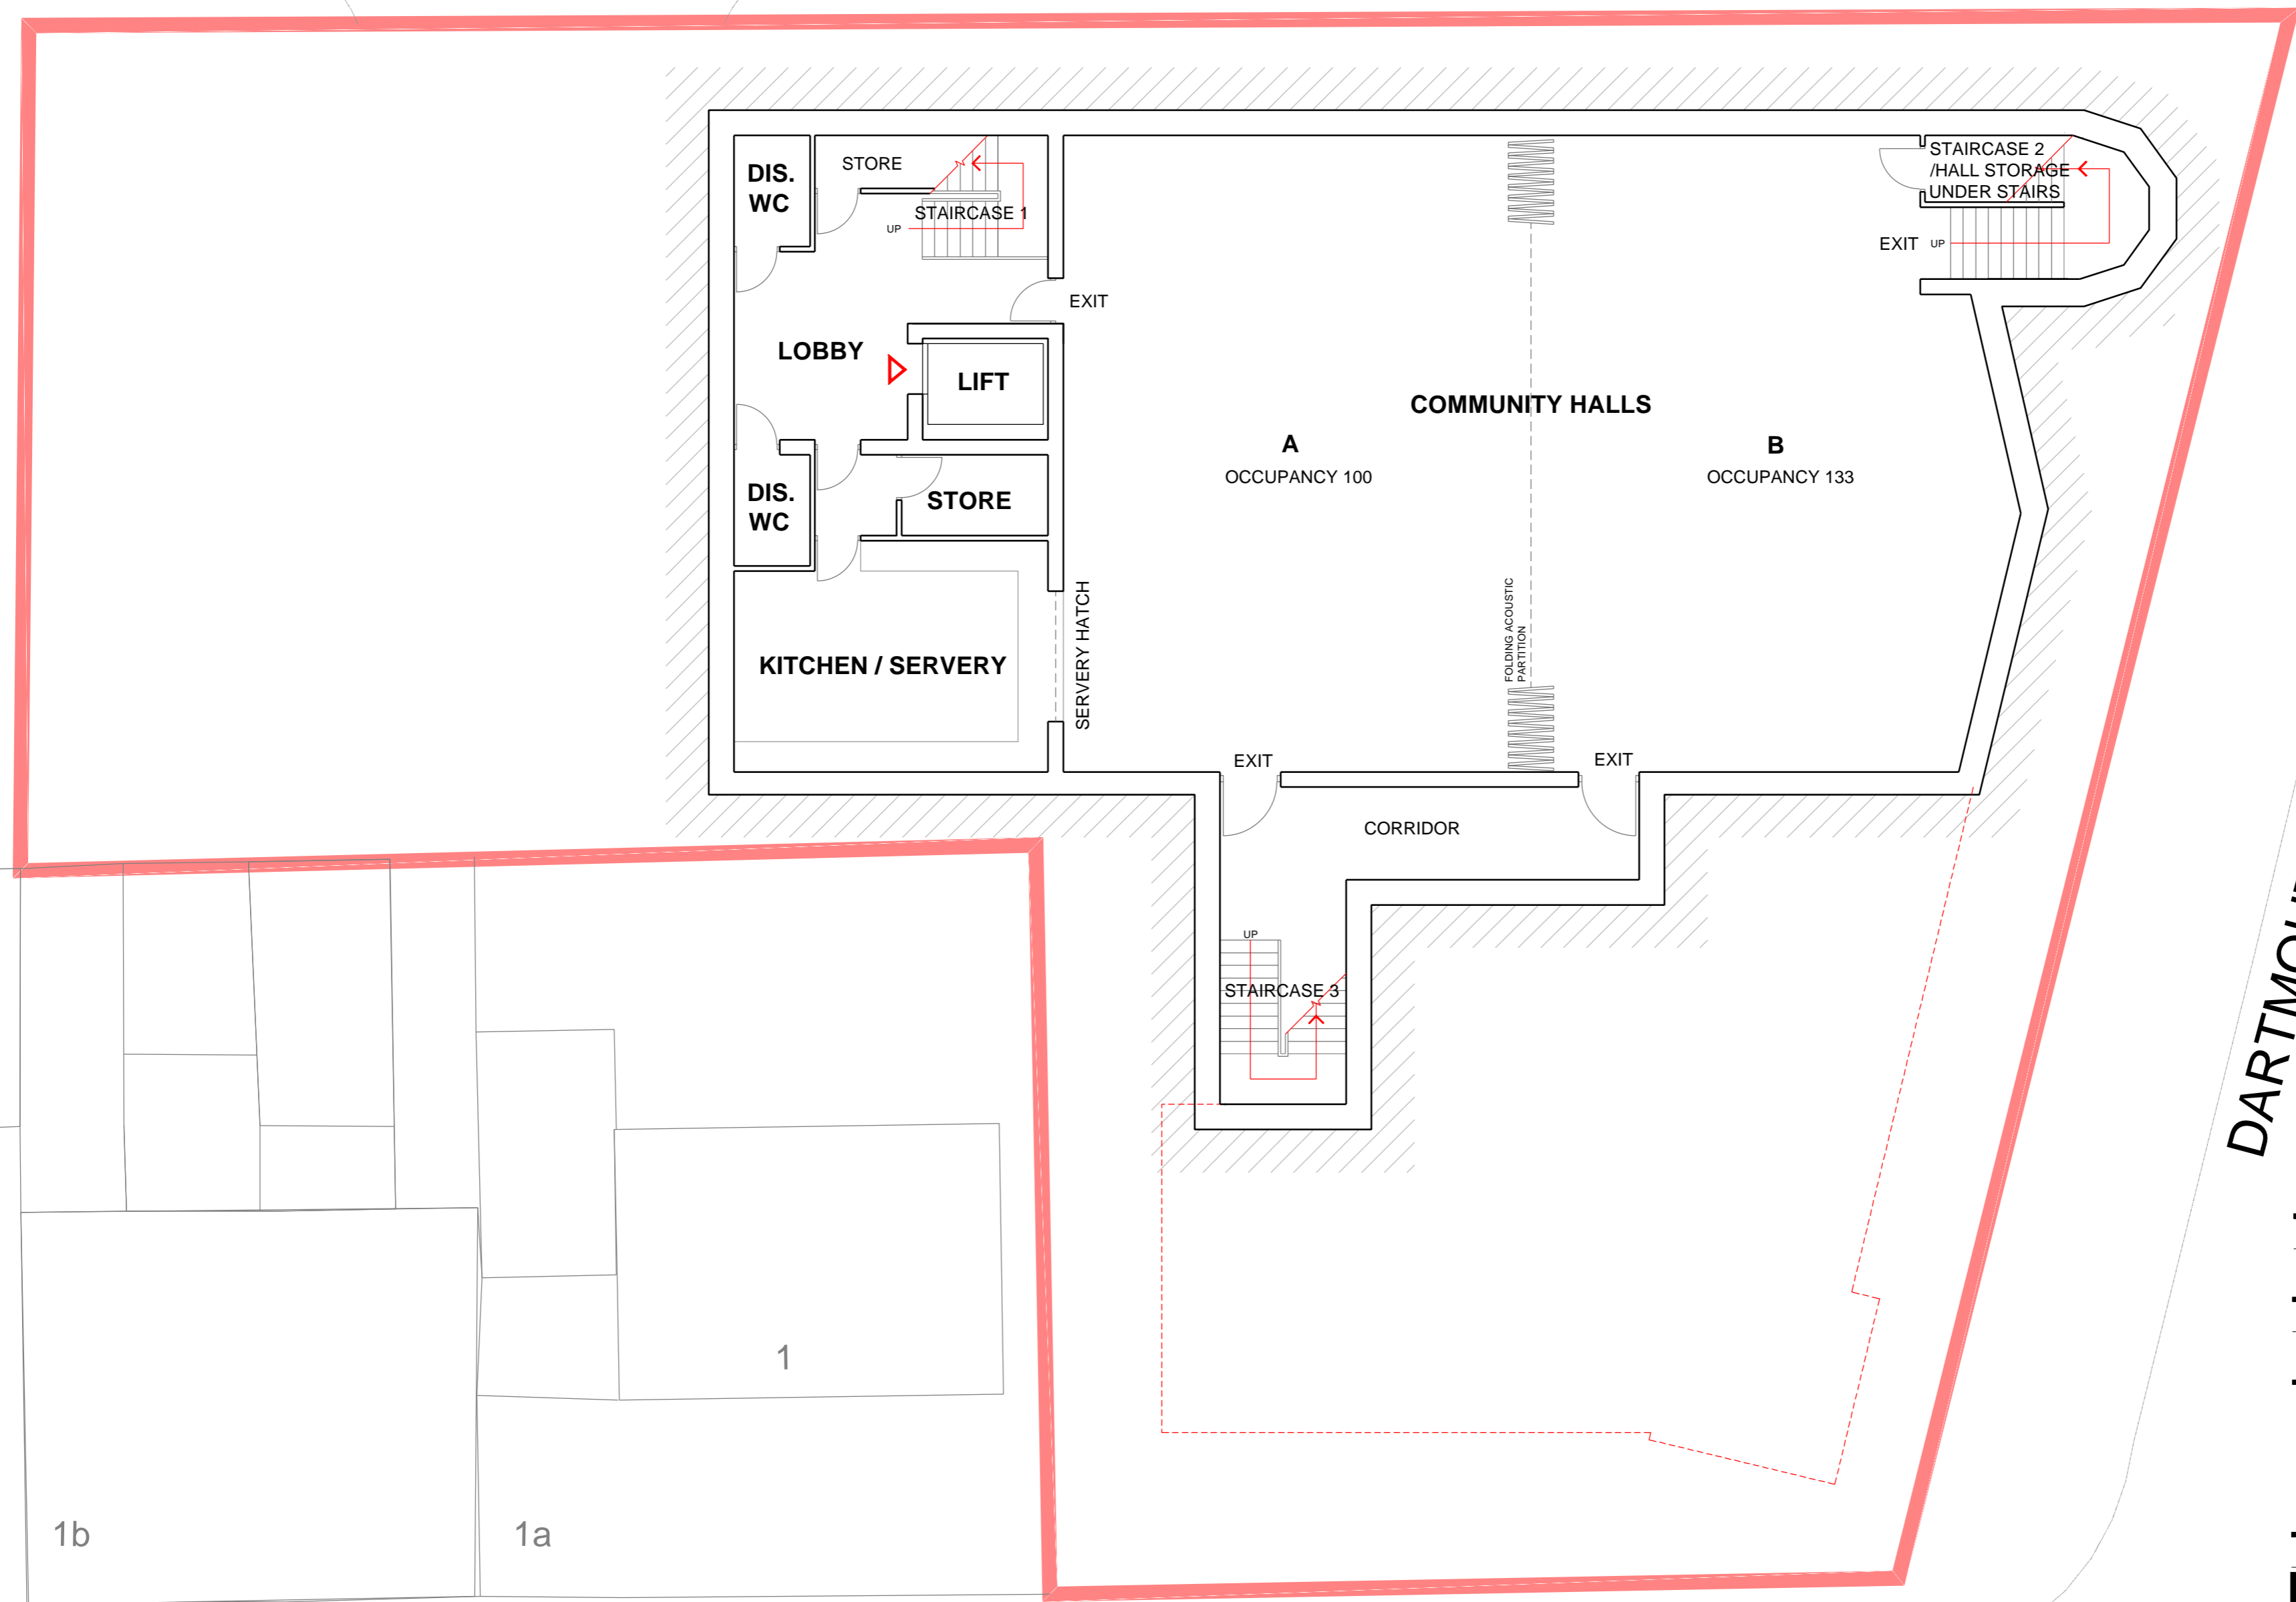 DIS.
WC
STORE
STAIRCASE 1
UP
STAIRCASE 2
/HALL STORAGE
UNDER STAIRS
EXIT
UP
EXIT
LOBBY
LIFT
COMMUNITY HALLS
A
OCCUPANCY 100
B
OCCUPANCY 133
DIS.
WC
STORE
KITCHEN / SERVERY
SERVERY HATCH
FOLDING ACOUSTIC
PARTITION
EXIT
EXIT
CORRIDOR
UP
STAIRCASE 3
1
1b
1a